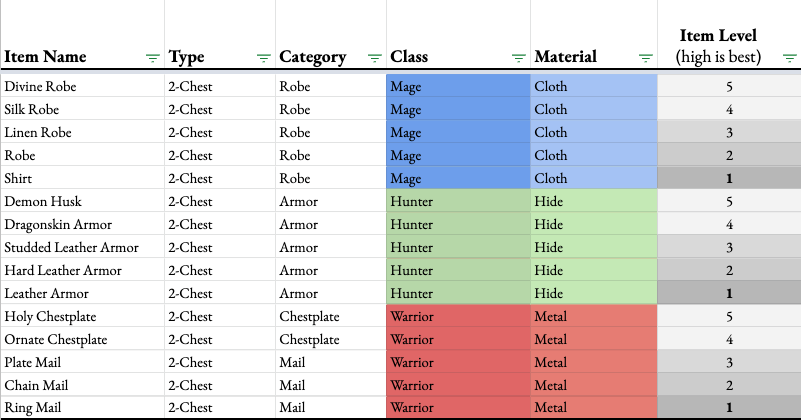 Item Name Type Category Class Material Item Level (high is best)
Divine Robe 2-Chest Robe Mage Cloth 5
Silk Robe 2-Chest Robe Mage Cloth 4
Linen Robe 2-Chest Robe Mage Cloth 3
Robe 2-Chest Robe Mage Cloth 2
Shirt 2-Chest Robe Mage Cloth 1
Demon Husk 2-Chest Armor Hunter Hide 5
Dragonskin Armor 2-Chest Armor Hunter Hide 4
Studded Leather Armor 2-Chest Armor Hunter Hide 3
Hard Leather Armor 2-Chest Armor Hunter Hide 2
Leather Armor 2-Chest Armor Hunter Hide 1
Holy Chestplate 2-Chest Chestplate Warrior Metal 5
Ornate Chestplate 2-Chest Chestplate Warrior Metal 4
Plate Mail 2-Chest Mail Warrior Metal 3
Chain Mail 2-Chest Mail Warrior Metal 2
Ring Mail 2-Chest Mail Warrior Metal 1